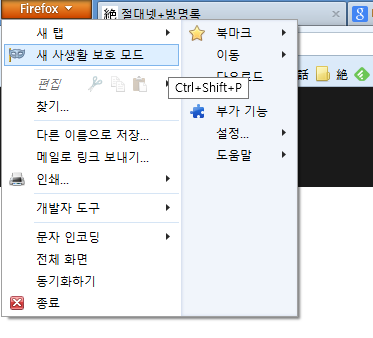 Firefox
絶 절대넷+방명록
새 탭
새 사생활 보호 모드
편집
찾기...
다른 이름으로 저장...
메일로 링크 보내기...
인쇄...
개발자 도구
문자 인코딩
전체 화면
동기화하기
종료
북마크
이동
다운로드
Ctrl+Shift+P
부가 기능
설정...
도움말
話
絶